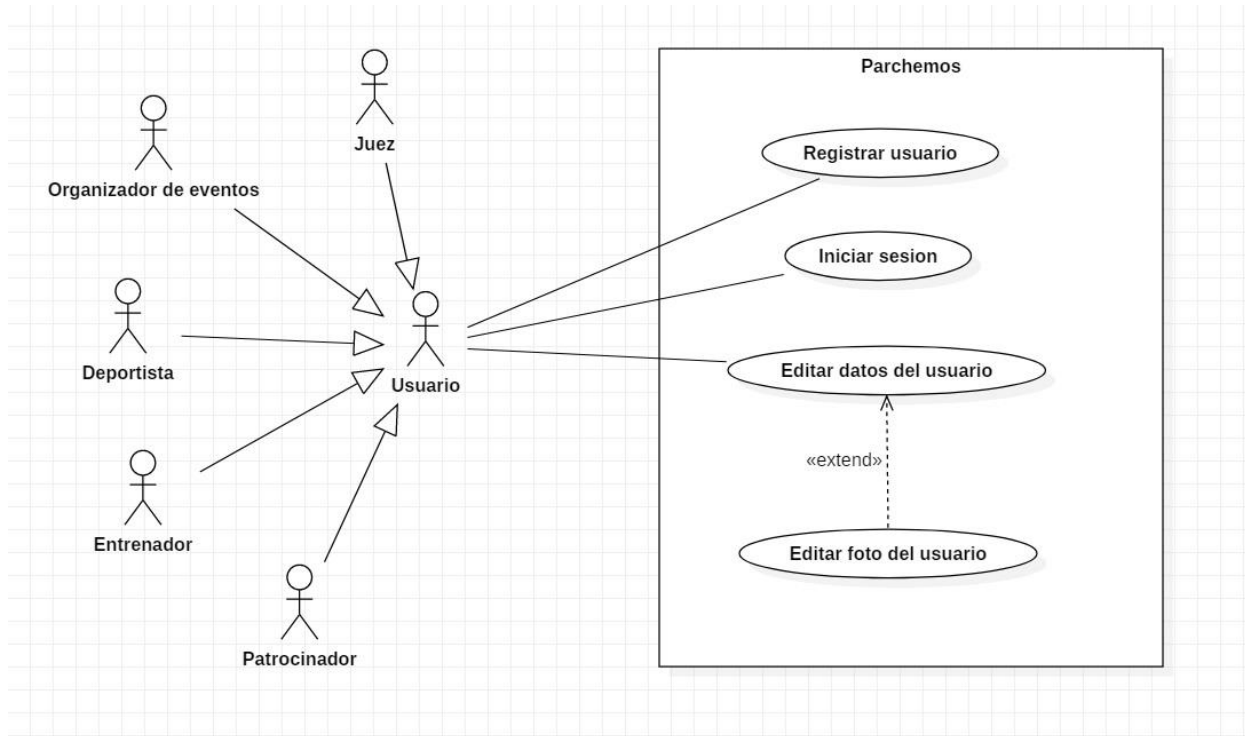 Juez
Organizador de eventos
Deportista
Entrenador
Patrocinador
Usuario
Parchemos
Registrar usuario
Iniciar sesion
Editar datos del usuario
«extend»
Editar foto del usuario